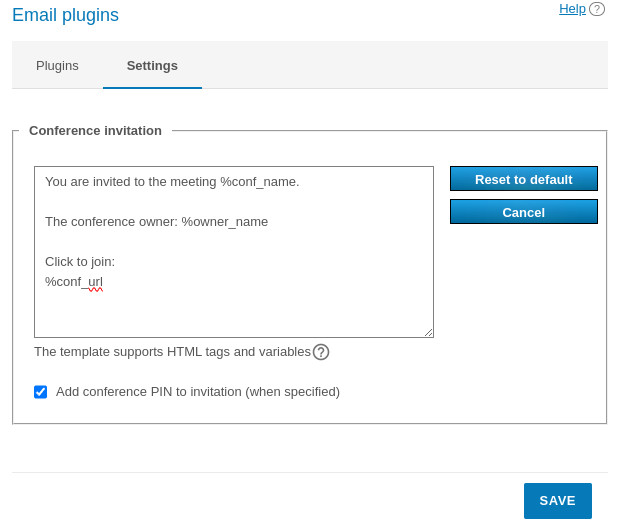 Email plugins
Help ?
Plugins Settings
Conference invitation
You are invited to the meeting %conf_name.
The conference owner: %owner_name
Click to join:
%conf_url
Reset to default
Cancel
The template supports HTML tags and variables ?
Add conference PIN to invitation (when specified)
SAVE